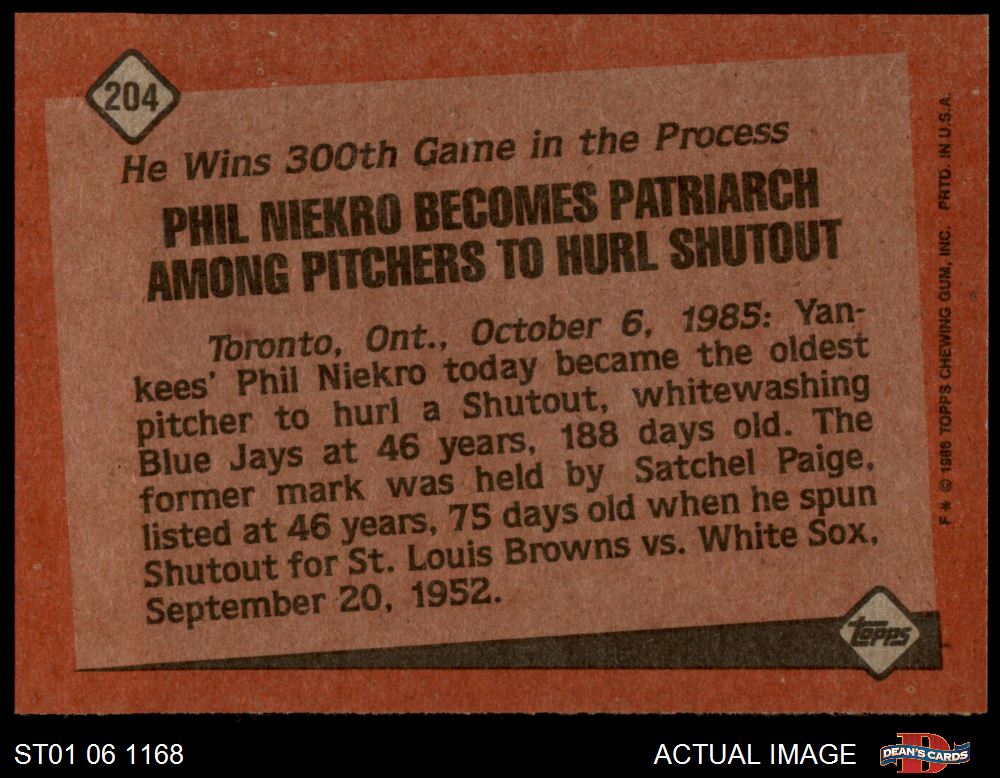 204
He Wins 300th Game in the Process
PHIL NIEKRO BECOMES PATRIARCH
AMONG PITCHERS TO HURL SHUTOUT
Toronto, Ont., October 6, 1985: Yan-
kees' Phil Niekro today became the oldest
pitcher to hurl a Shutout, whitewashing
Blue Jays at 46 years, 188 days old. The
former mark was held by Satchel Paige,
listed at 46 years, 75 days old when he spun
Shutout for St. Louis Browns vs. White Sox,
September 20, 1952.
topps
F* © 1986 TOPPS CHEWING GUM, INC. PRTD. IN U.S.A.
ST01 06 1168
ACTUAL IMAGE
DEAN'S CARDS